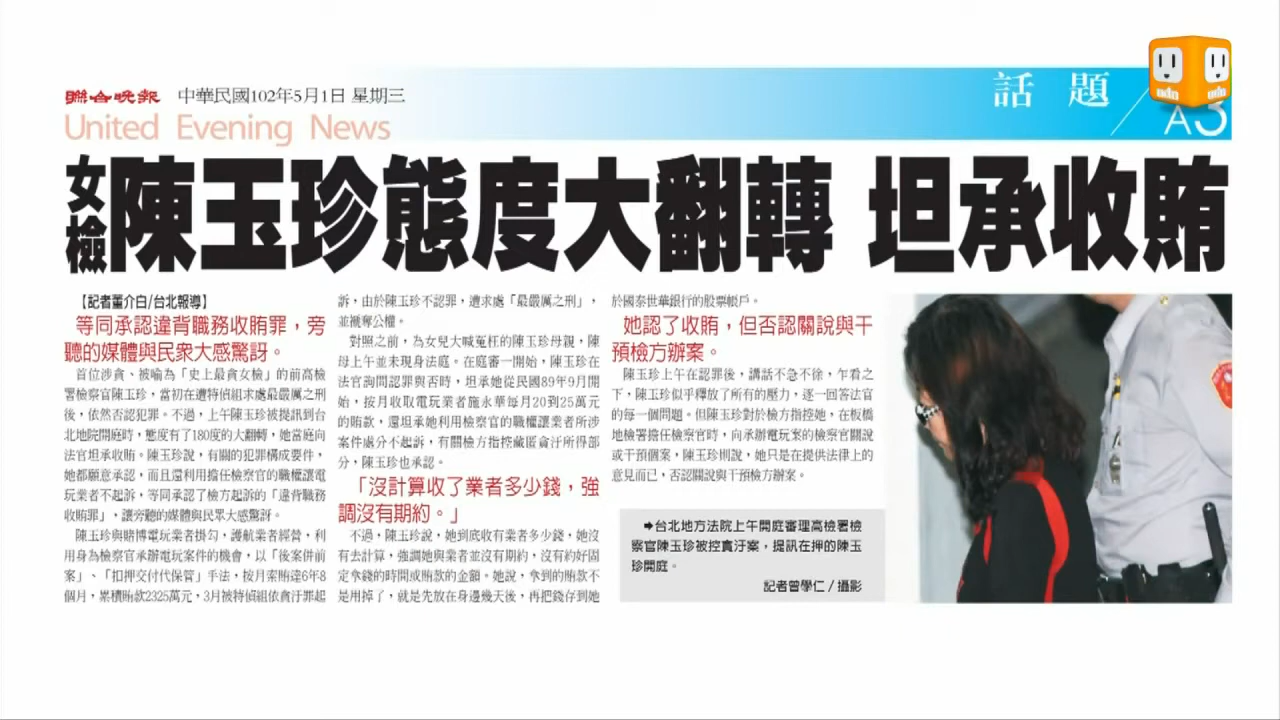 聯合晚報 中華民國102年5月1日 星期三
United Evening News
話題/A3
udn udn
女檢陳玉珍態度大翻轉 坦承收賄
【記者董介白/台北報導】
等同承認違背職務收賄罪，旁
聽的媒體與民衆大感驚訝。
首位涉貪、被喻為「史上最貪女檢」的前高檢
署檢察官陳玉珍，當初在遭特偵組求處最嚴厲之刑
後，依然否認犯罪。不過，上午陳玉珍被提訊到台
北地院開庭時，態度有了180度的大翻轉，她當庭向
法官坦承收賄。陳玉珍說，有關的犯罪構成要件，
她都願意承認，而且還利用擔任檢察官的職權讓電
玩業者不起訴，等同承認了檢方起訴的「違背職務
收賄罪」，讓旁聽的媒體與民眾大感驚訝。
陳玉珍與賭博電玩業者掛勾，護航業者經營，利
用身為檢察官承辦電玩案件的機會，以「後案併前
案」、「扣押交付代保管」手法，按月索賄達6年8
個月，累積賄款2325萬元，3月被特偵組依貪汙罪起
訴，由於陳玉珍不認罪，遭求處「最嚴厲之刑」，
並褫奪公權。
對照之前，為女兒大喊冤枉的陳玉珍母親，陳
母上午並未現身法庭。在庭審一開始，陳玉珍在
法官詢問認罪與否時，坦承她從民國89年9月開
始，按月收取電玩業者施永華每月20到25萬元
的賄款，還坦承她利用檢察官的職權讓業者所涉
案件處分不起訴，有關檢方指控藏匿貪汙所得部
分，陳玉珍也承認。
「沒計算收了業者多少錢，強
調沒有期約。」
不過，陳玉珍說，她到底收有業者多少錢，她沒
有去計算，強調她與業者並沒有期約，沒有約好固
定拿錢的時間或賄款的金額。她說，拿到的賄款不
是用掉了，就是先放在身邊幾天後，再把錢存到她
於國泰世華銀行的股票帳戶。
她認了收賄，但否認關說與干
預檢方辦案。
陳玉珍上午在認罪後，講話不急不徐，乍看之
下，陳玉珍似乎釋放了所有的壓力，逐一回答法官
的每一個問題。但陳玉珍對於檢方指控她，在板橋
地檢署擔任檢察官時，向承辦電玩案的檢察官關說
或干預個案，陳玉珍則說，她只是在提供法律上的
意見而已，否認關說與干預檢方辦案。
➡台北地方法院上午開庭審理高檢署檢
察官陳玉珍被控貪汙案，提訊在押的陳玉
珍開庭。
記者曾學仁／攝影